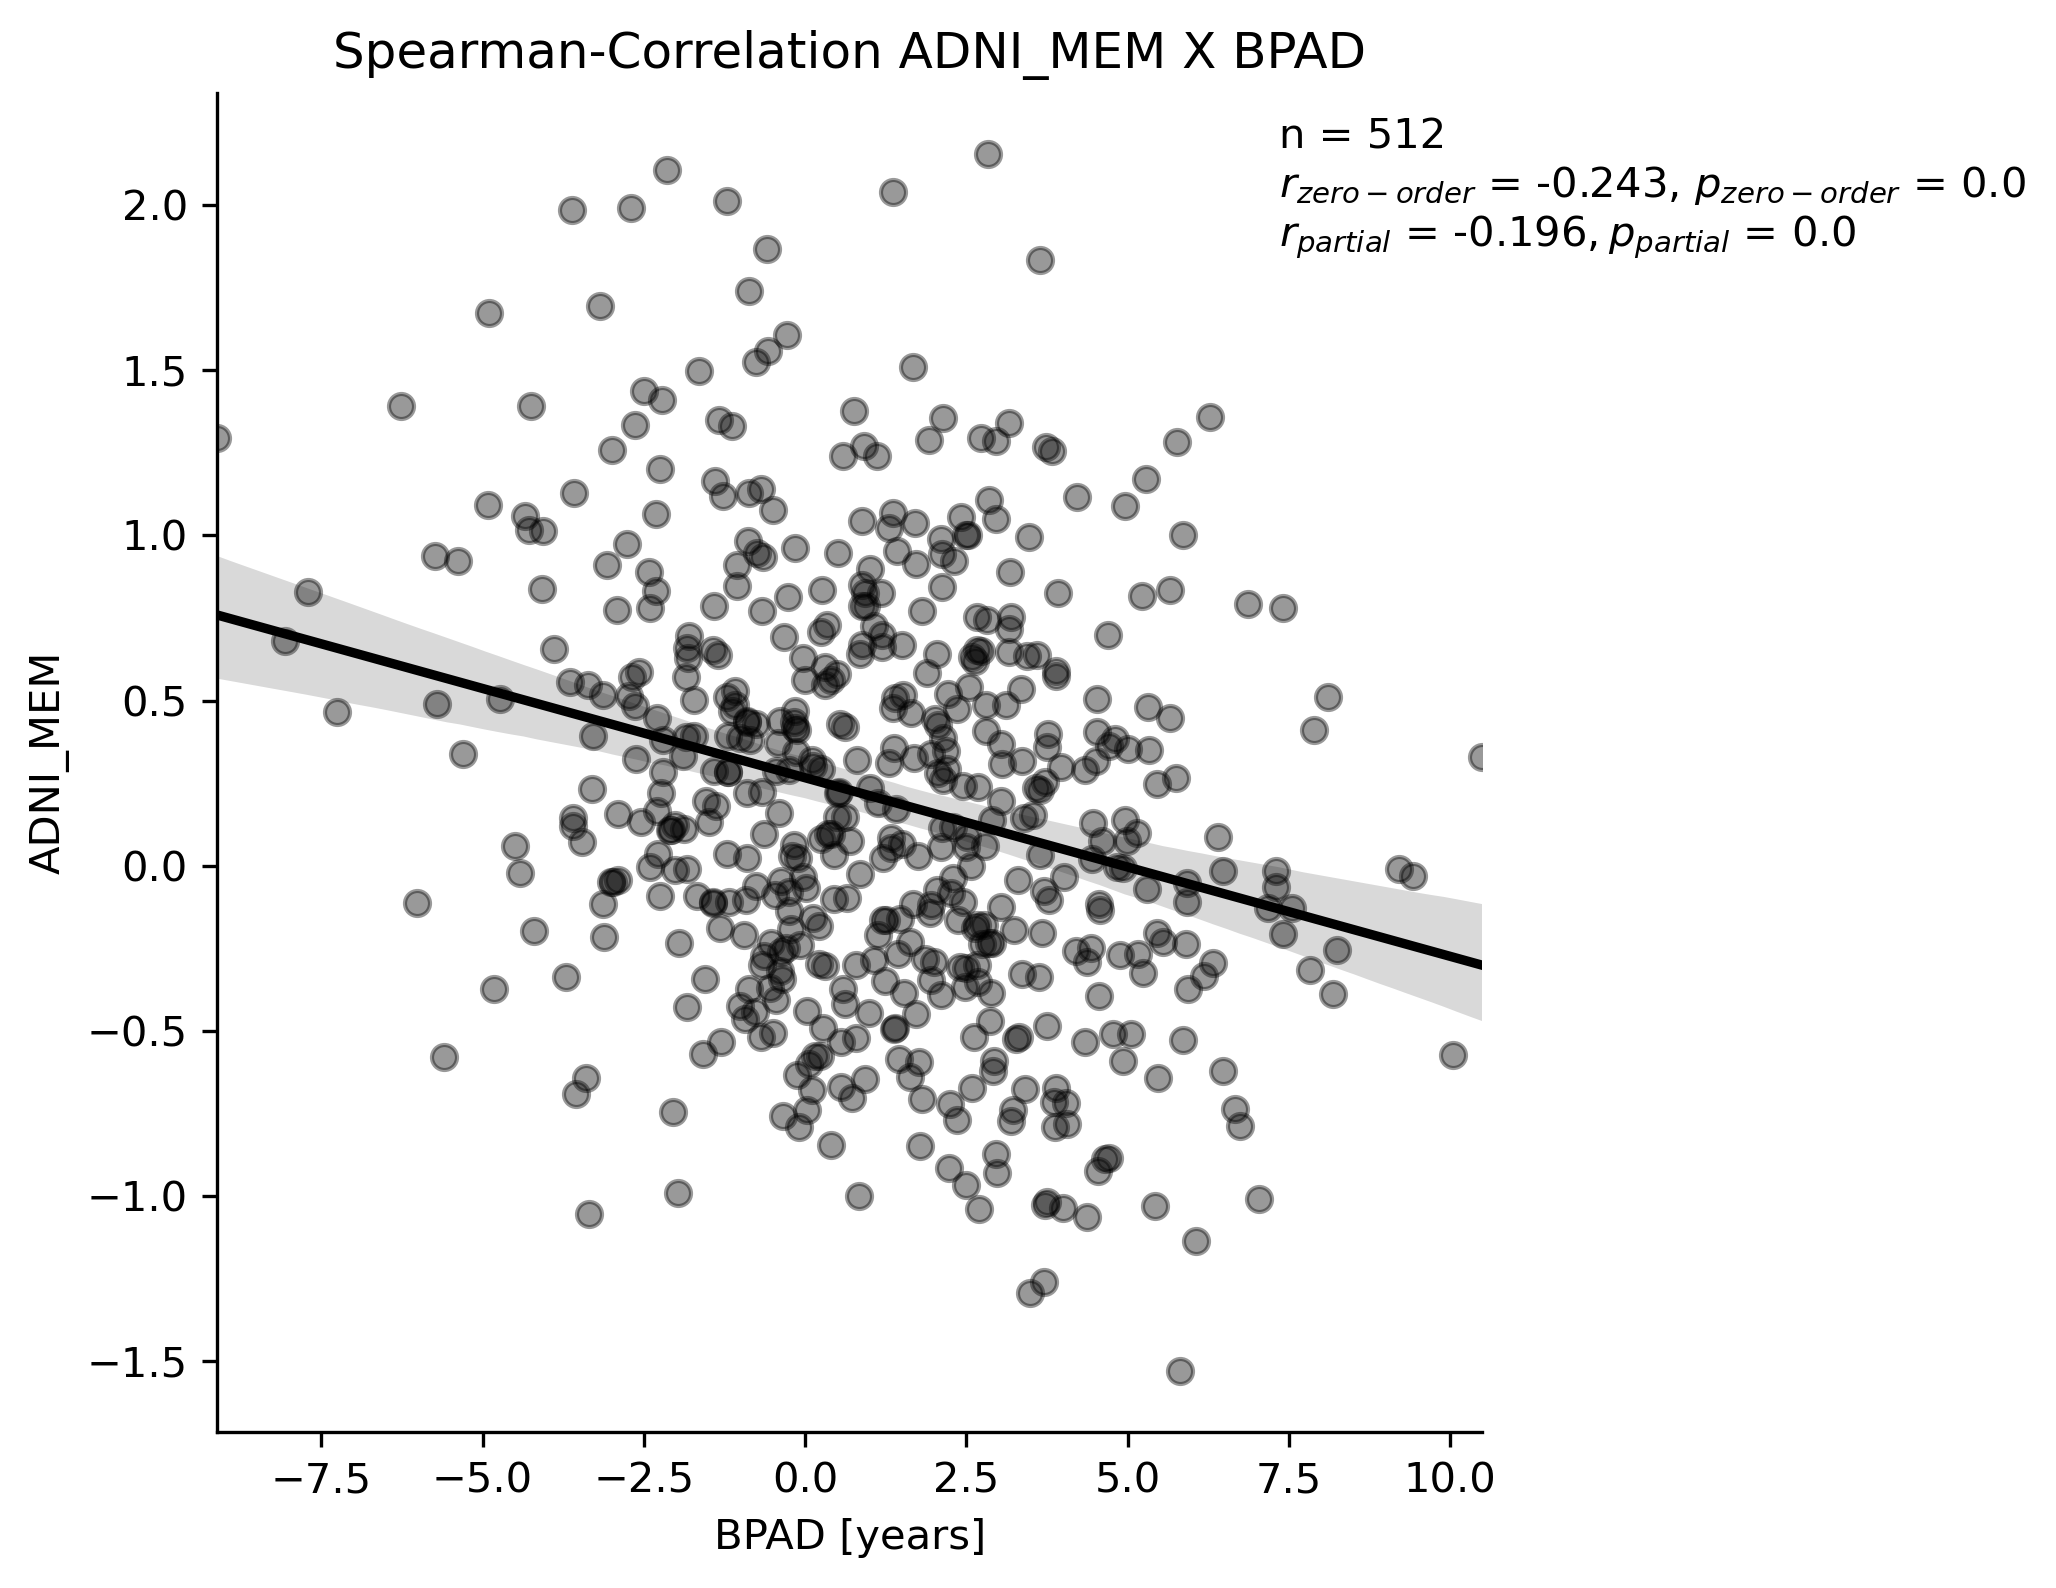 Spearman-Correlation ADNI_MEM X BPAD
n = 512
r_zero−order = -0.243, p_zero−order = 0.0
r_partial = -0.196, p_partial = 0.0
2.0
1.5
1.0
0.5
0.0
−0.5
−1.0
−1.5
ADNI_MEM
−7.5 −5.0 −2.5 0.0 2.5 5.0 7.5 10.0
BPAD [years]